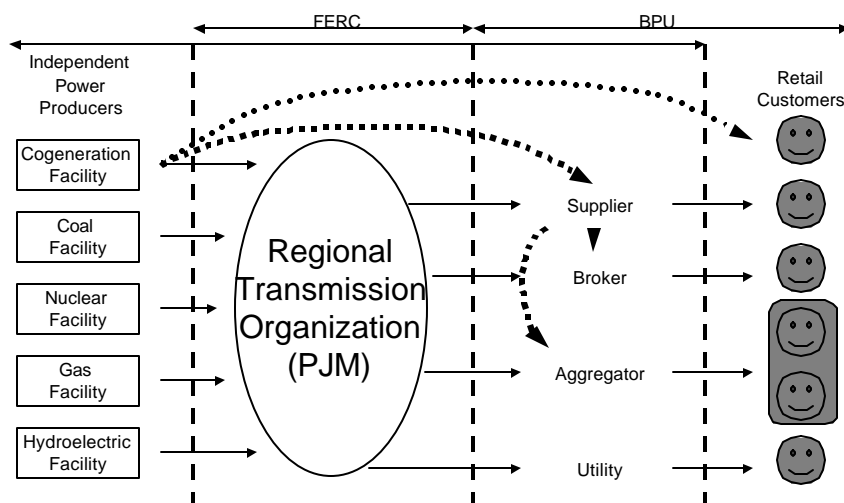 FERC
BPU
Independent
Power
Producers
Retail
Customers
Cogeneration
Facility
Coal
Facility
Nuclear
Facility
Gas
Facility
Hydroelectric
Facility
Regional
Transmission
Organization
(PJM)
Supplier
Broker
Aggregator
Utility